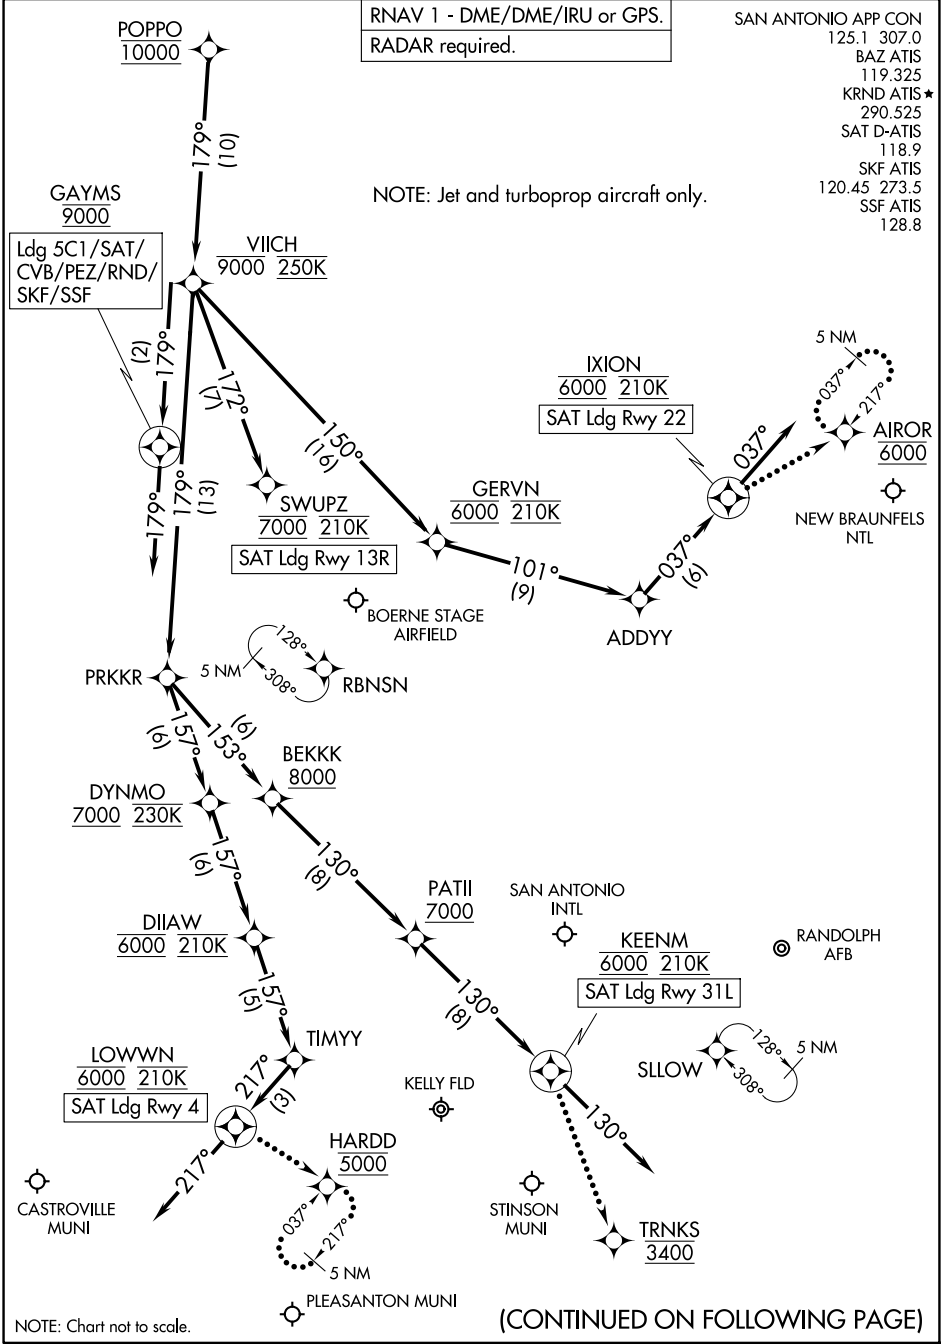 RNAV 1 - DME/DME/IRU or GPS.
RADAR required.
SAN ANTONIO APP CON
125.1 307.0
BAZ ATIS
119.325
KRND ATIS★
290.525
SAT D-ATIS
118.9
SKF ATIS
120.45 273.5
SSF ATIS
128.8
POPPO
10000
179°
(10)
NOTE: Jet and turboprop aircraft only.
GAYMS
9000
Ldg 5C1/SAT/
CVB/PEZ/RND/
SKF/SSF
VIICH
9000 250K
179°
(2)
172°
(7)
150°
(16)
179°
(13)
179°
SWUPZ
7000 210K
SAT Ldg Rwy 13R
GERVN
6000 210K
101°
(9)
ADDYY
037°
(6)
IXION
6000 210K
SAT Ldg Rwy 22
037°
5 NM
037°
217°
AIROR
6000
NEW BRAUNFELS
NTL
BOERNE STAGE
AIRFIELD
PRKKR
5 NM
128°
308°
RBNSN
157°
(6)
153°
(6)
BEKKK
8000
DYNMO
7000 230K
157°
(6)
130°
(8)
PATII
7000
SAN ANTONIO
INTL
RANDOLPH
AFB
DIIAW
6000 210K
157°
(5)
130°
(8)
KEENM
6000 210K
SAT Ldg Rwy 31L
TIMYY
SLLOW
128°
308°
5 NM
LOWWN
6000 210K
SAT Ldg Rwy 4
217°
(3)
KELLY FLD
130°
217°
HARDD
5000
037°
217°
5 NM
CASTROVILLE
MUNI
STINSON
MUNI
TRNKS
3400
PLEASANTON MUNI
NOTE: Chart not to scale.
(CONTINUED ON FOLLOWING PAGE)